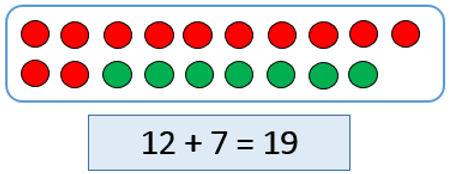 12 + 7 = 19